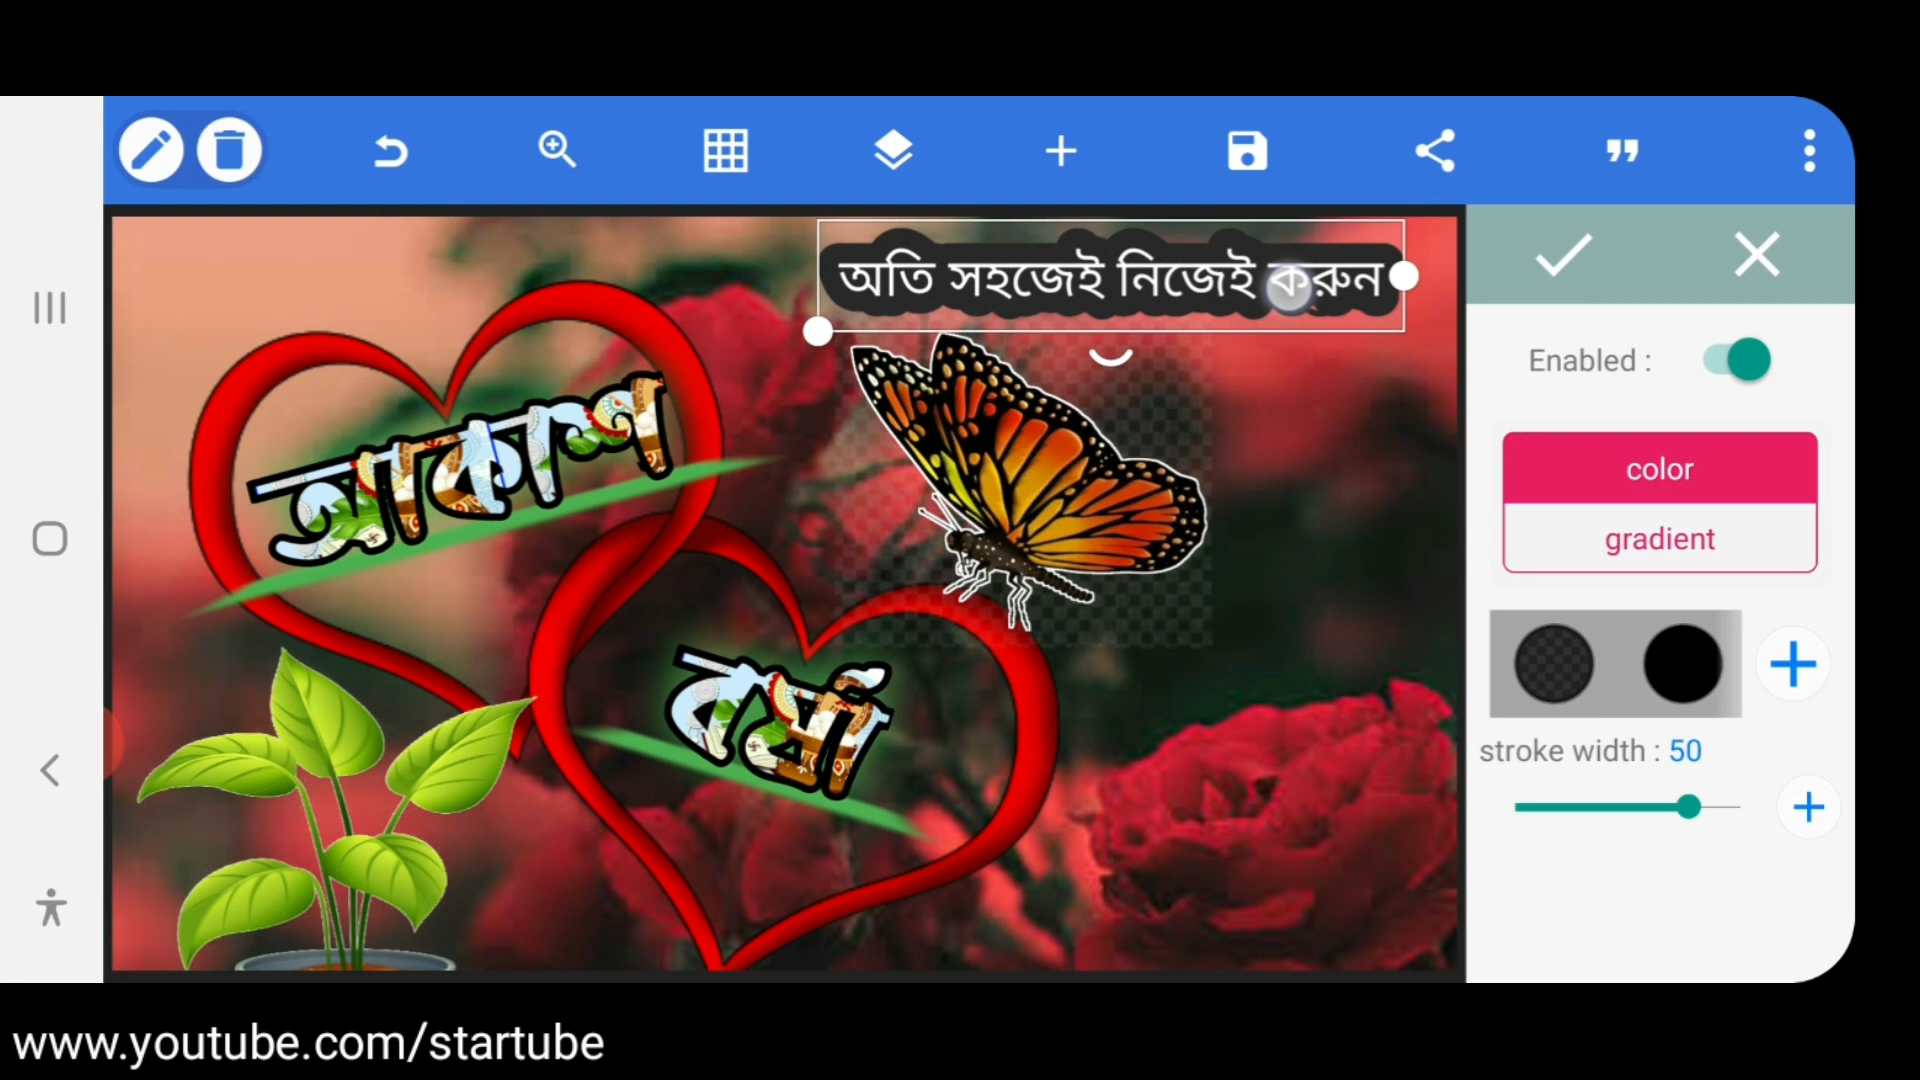 অতি সহজেই নিজেই করুন
Enabled :
আকাশ
color
gradient
বর্ষা
stroke width : 50
www.youtube.com/startube